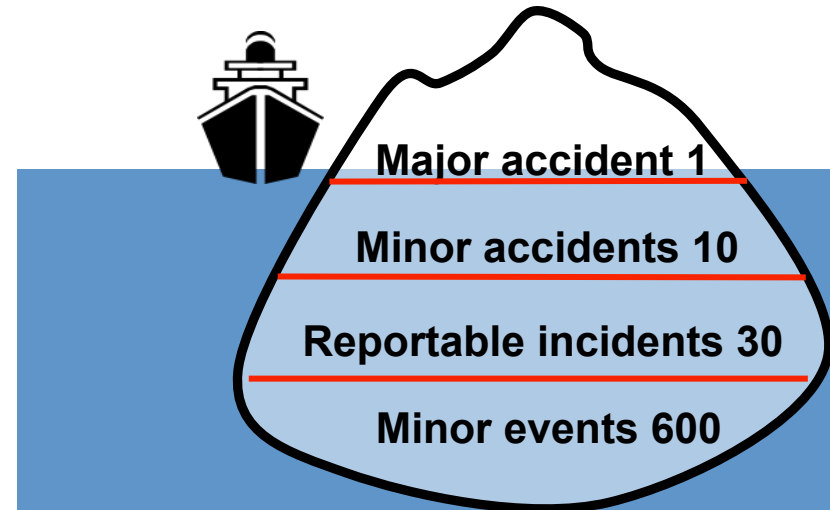 Major accident 1
Minor accidents 10
Reportable incidents 30
Minor events 600